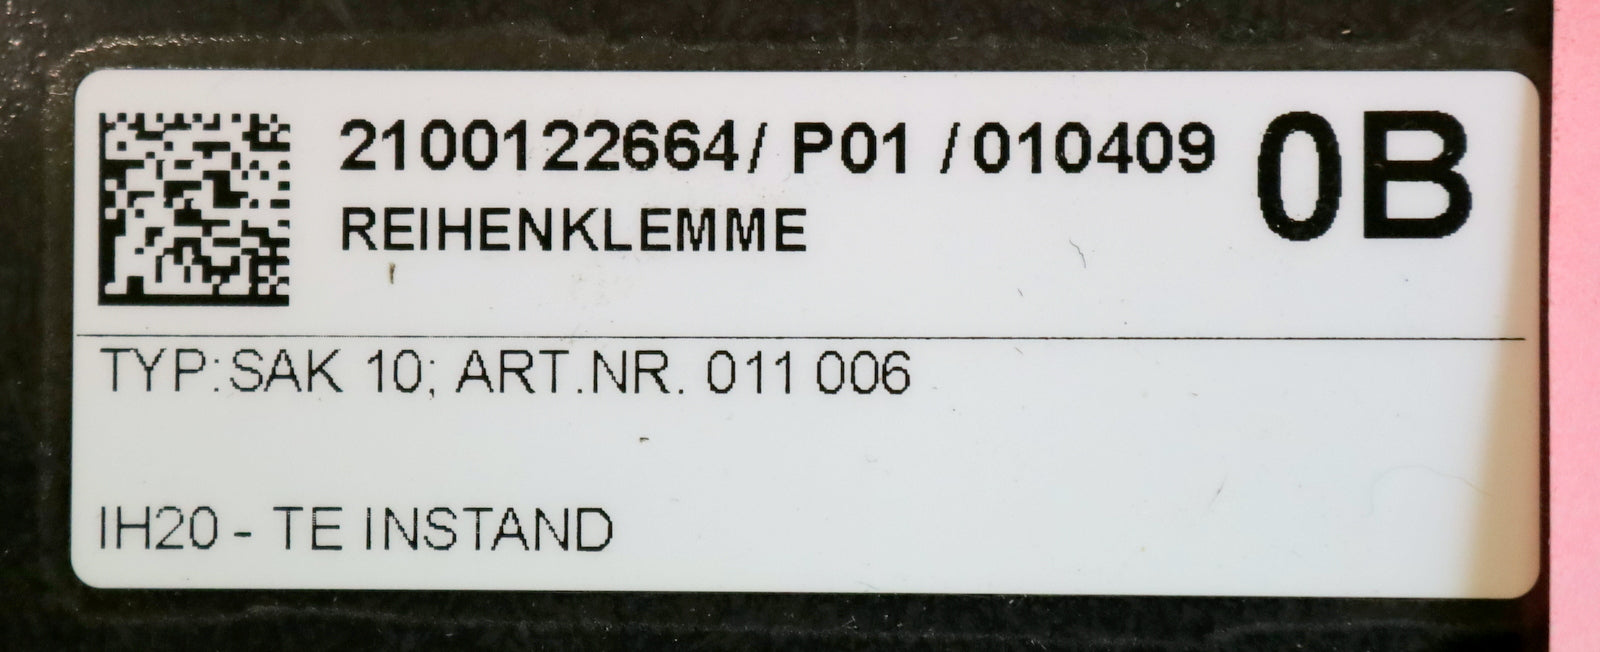 2100122664/ P01 /010409 0B
REIHENKLEMME
TYP:SAK 10; ART.NR. 011 006
IH20 - TE INSTAND